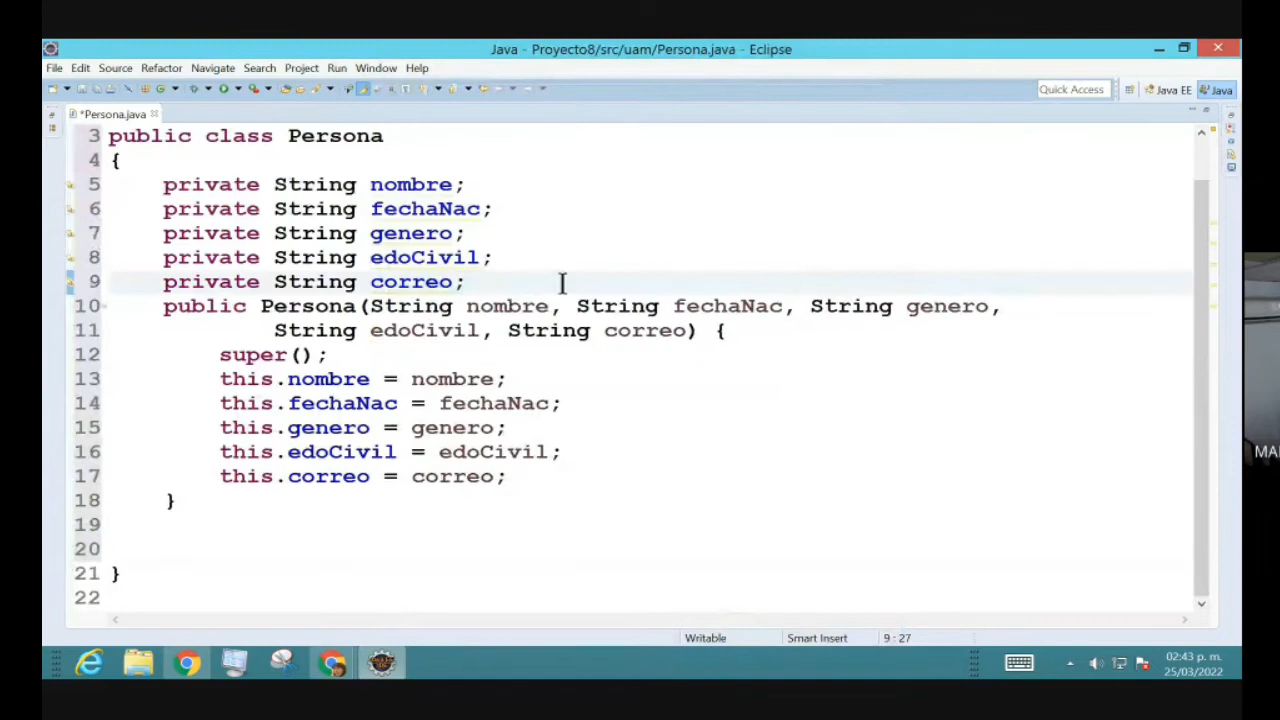 Java - Proyecto8/src/uam/Persona.java - Eclipse
File Edit Source Refactor Navigate Search Project Run Window Help
Quick Access Java EE Java
*Persona.java
3 public class Persona
4 {
5 private String nombre;
6 private String fechaNac;
7 private String genero;
8 private String edoCivil;
9 private String correo;
10 public Persona(String nombre, String fechaNac, String genero,
11 String edoCivil, String correo) {
12 super();
13 this.nombre = nombre;
14 this.fechaNac = fechaNac;
15 this.genero = genero;
16 this.edoCivil = edoCivil;
17 this.correo = correo;
18 }
19
20
21 }
22
Writable Smart Insert 9 : 27
MA
02:43 p. m.
25/03/2022